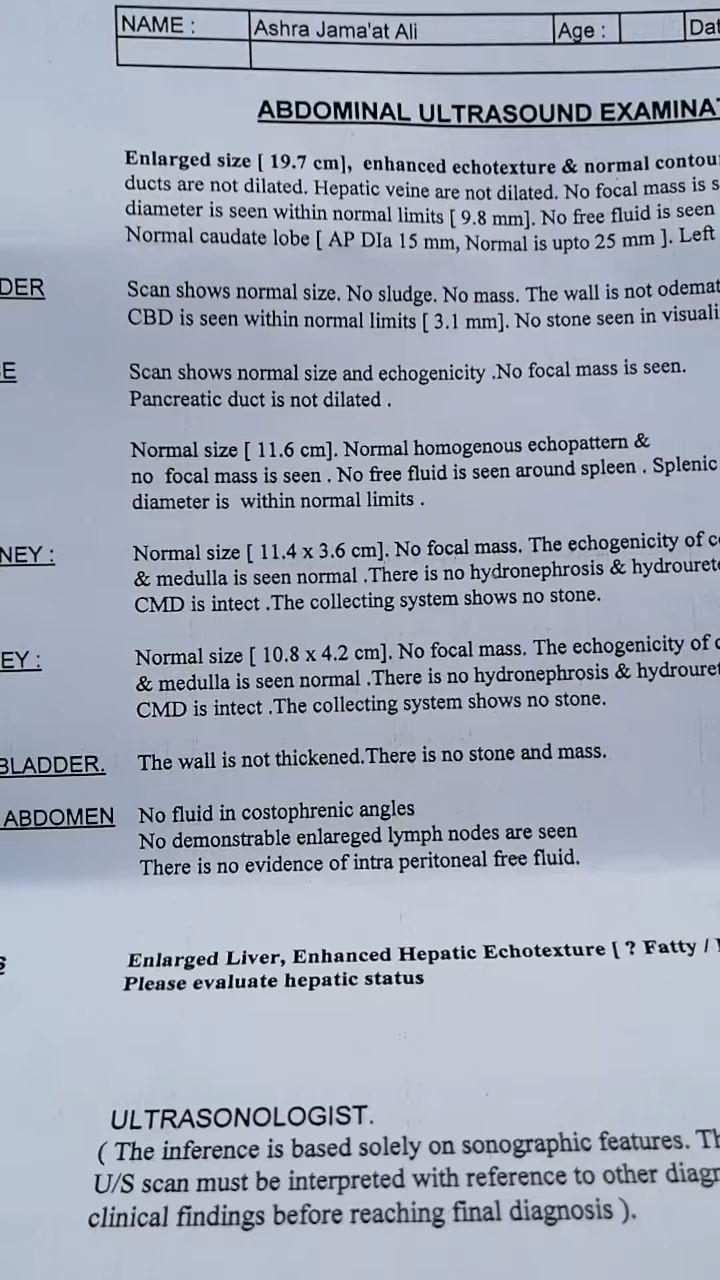 NAME : Ashra Jama'at Ali Age : Dat
ABDOMINAL ULTRASOUND EXAMINA
Enlarged size [ 19.7 cm], enhanced echotexture & normal contou
ducts are not dilated. Hepatic veine are not dilated. No focal mass is s
diameter is seen within normal limits [ 9.8 mm]. No free fluid is seen
Normal caudate lobe [ AP DIa 15 mm, Normal is upto 25 mm ]. Left
DER Scan shows normal size. No sludge. No mass. The wall is not odemat
CBD is seen within normal limits [ 3.1 mm]. No stone seen in visuali
E Scan shows normal size and echogenicity .No focal mass is seen.
Pancreatic duct is not dilated .
Normal size [ 11.6 cm]. Normal homogenous echopattern &
no focal mass is seen . No free fluid is seen around spleen . Splenic
diameter is within normal limits .
NEY : Normal size [ 11.4 x 3.6 cm]. No focal mass. The echogenicity of c
& medulla is seen normal .There is no hydronephrosis & hydrourete
CMD is intect .The collecting system shows no stone.
EY : Normal size [ 10.8 x 4.2 cm]. No focal mass. The echogenicity of c
& medulla is seen normal .There is no hydronephrosis & hydrouret
CMD is intect .The collecting system shows no stone.
BLADDER. The wall is not thickened.There is no stone and mass.
ABDOMEN No fluid in costophrenic angles
No demonstrable enlareged lymph nodes are seen
There is no evidence of intra peritoneal free fluid.
S Enlarged Liver, Enhanced Hepatic Echotexture [ ? Fatty /
Please evaluate hepatic status
ULTRASONOLOGIST.
( The inference is based solely on sonographic features. Th
U/S scan must be interpreted with reference to other diagn
clinical findings before reaching final diagnosis ).